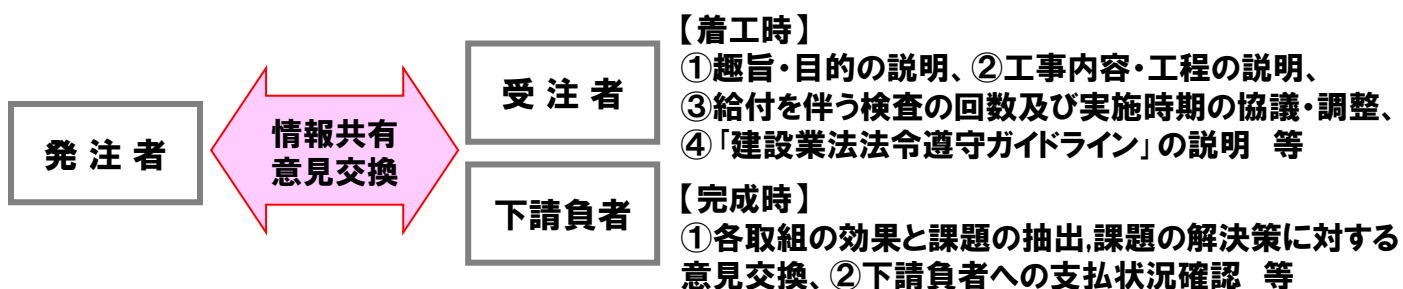 発 注 者
情報共有
意見交換
受 注 者
下請負者
【着工時】
①趣旨・目的の説明、②工事内容・工程の説明、
③給付を伴う検査の回数及び実施時期の協議・調整、
④「建設業法法令遵守ガイドライン」の説明　等
【完成時】
①各取組の効果と課題の抽出,課題の解決策に対する
意見交換、②下請負者への支払状況確認　等